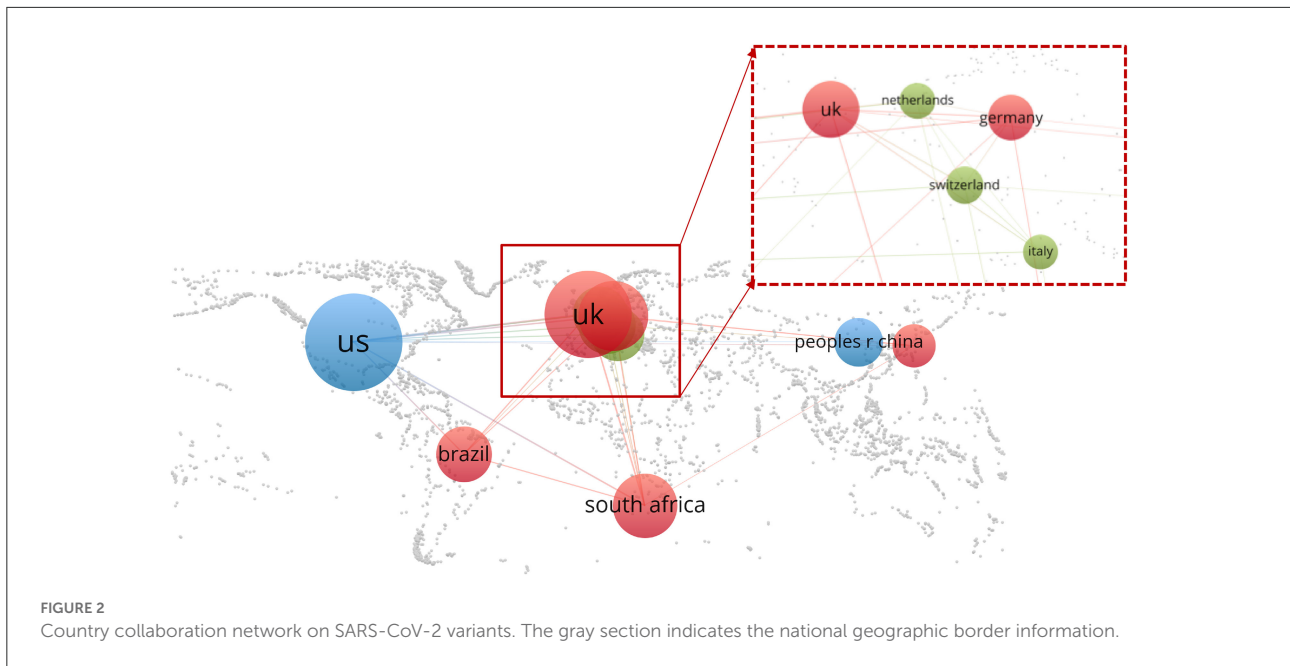 uk
netherlands
germany
switzerland
italy
us
uk
peoples r china
brazil
south africa
FIGURE 2
Country collaboration network on SARS-CoV-2 variants. The gray section indicates the national geographic border information.